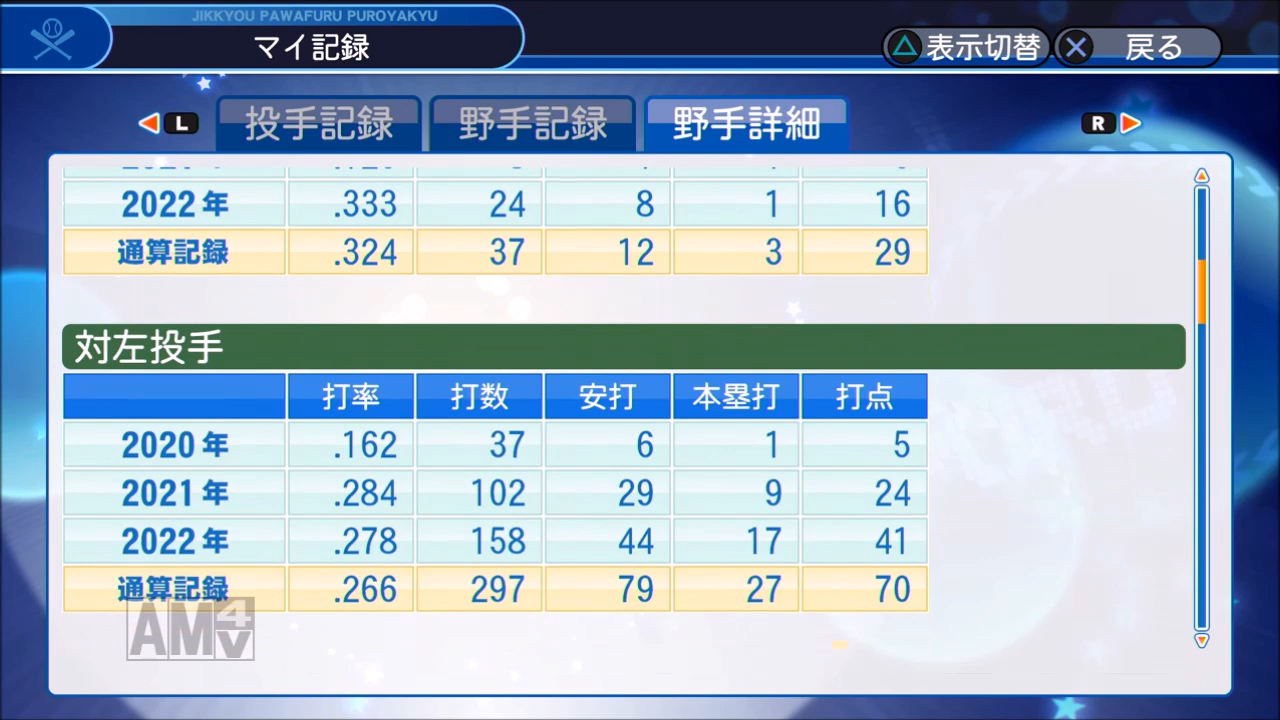 JIKKYOU PAWAFURU PUROYAKYU
マイ記録
△ 表示切替 × 戻る
L 投手記録 野手記録 野手詳細 R
2022年 .333 24 8 1 16
通算記録 .324 37 12 3 29
対左投手
打率 打数 安打 本塁打 打点
2020年 .162 37 6 1 5
2021年 .284 102 29 9 24
2022年 .278 158 44 17 41
通算記録 .266 297 79 27 70
AM4V